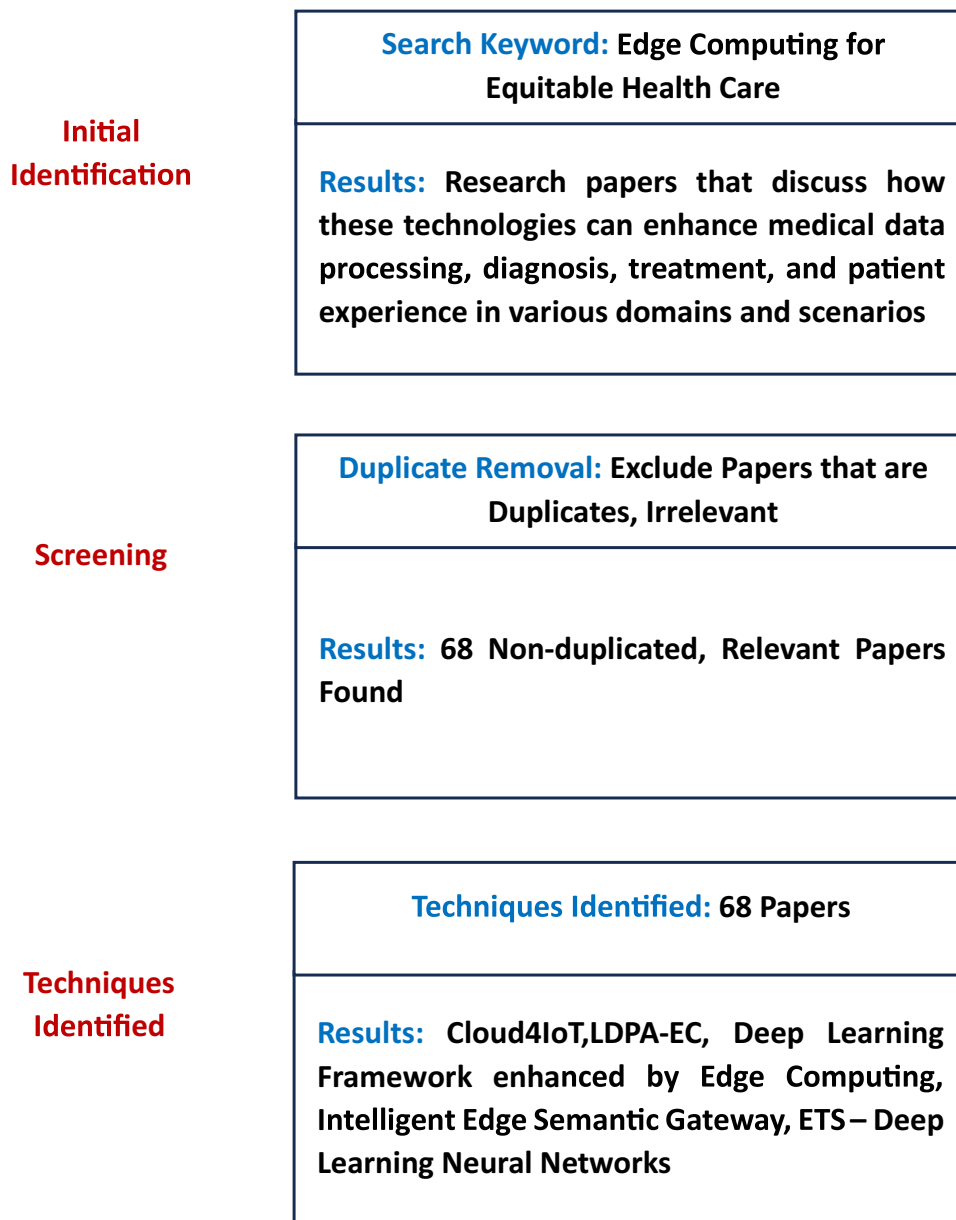 Initial
Identification
Search Keyword: Edge Computing for
Equitable Health Care
Results: Research papers that discuss how
these technologies can enhance medical data
processing, diagnosis, treatment, and patient
experience in various domains and scenarios
Screening
Duplicate Removal: Exclude Papers that are
Duplicates, Irrelevant
Results: 68 Non-duplicated, Relevant Papers
Found
Techniques
Identified
Techniques Identified: 68 Papers
Results: Cloud4IoT,LDPA-EC, Deep Learning
Framework enhanced by Edge Computing,
Intelligent Edge Semantic Gateway, ETS – Deep
Learning Neural Networks